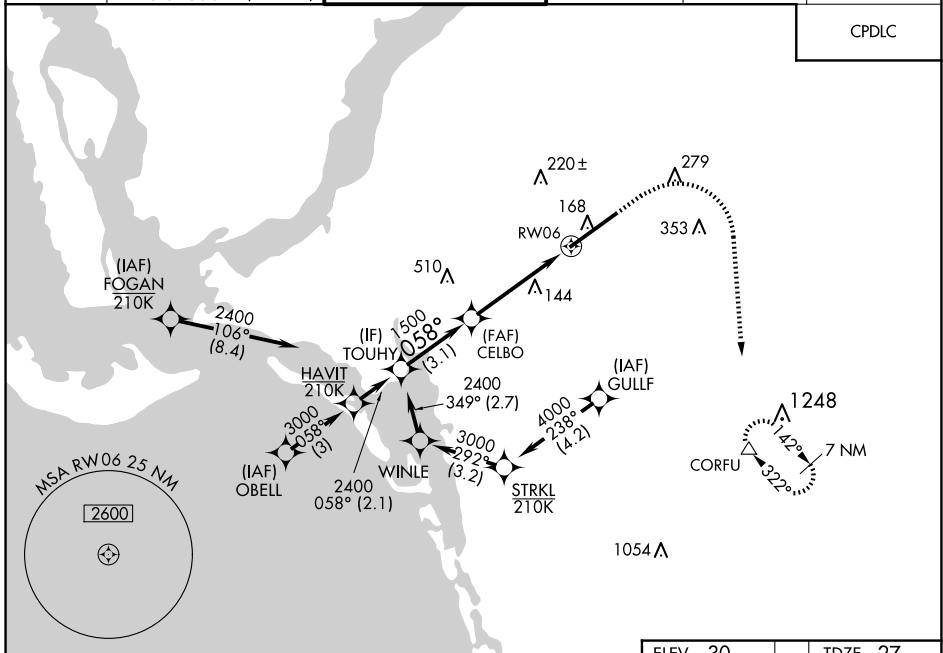 CPDLC
220 ±
279
168
RW06
353
510
144
(IAF)
FOGAN
210K
2400
106°
(8.4)
(IF)
TOUHY
1500
058°
(3.1)
(FAF)
CELBO
HAVIT
210K
2400
349° (2.7)
(IAF)
GULLF
4000
238°
(4.2)
3000
058°
(3)
(IAF)
OBELL
WINLE
3000
292°
(3.2)
STRKL
210K
2400
058° (2.1)
1248
142°
7 NM
CORFU
322°
MSA RW06 25 NM
2600
1054
ELEV 30
TDZE 27